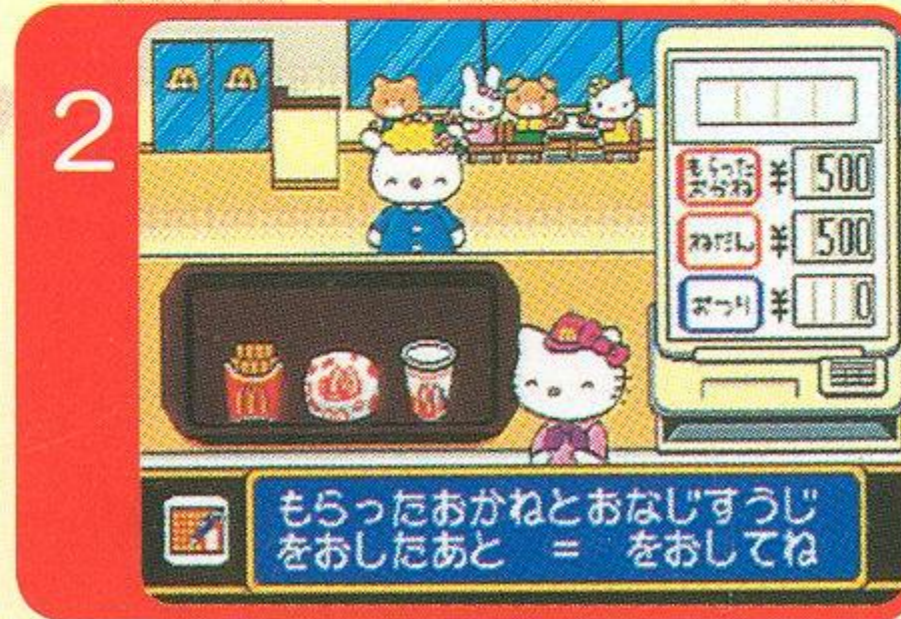 2
もらった
おかね
¥ 500
ねだん
¥ 500
おつり
¥ 0
もらったおかねとおなじすうじ
をおしたあと = をおしてね